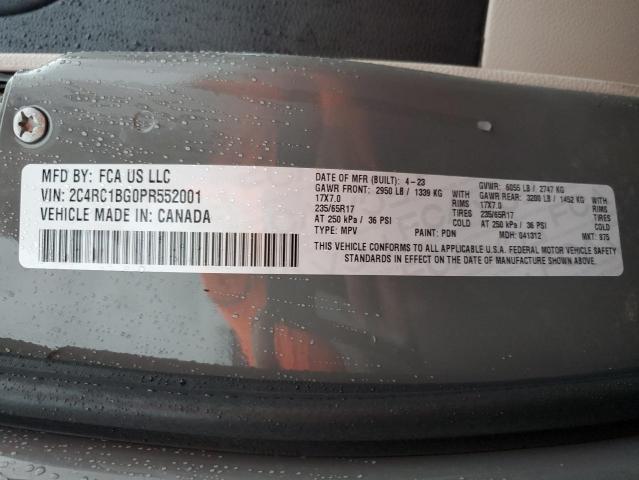 MFD BY: FCA US LLC
VIN: 2C4RC1BG0PR552001
VEHICLE MADE IN: CANADA
DATE OF MFR (BUILT): 4-23 GVWR: 6055 LB / 2747 KG
GAWR FRONT: 2950 LB / 1339 KG WITH GAWR REAR: 3200 LB / 1452 KG WITH
17X7.0 RIMS 17X7.0 RIMS
235/65R17 TIRES 235/65R17 TIRES
AT 250 kPa / 36 PSI COLD AT 250 kPa / 36 PSI COLD
TYPE: MPV PAINT: PDN MDH: 041312 MKT: 97S
THIS VEHICLE CONFORMS TO ALL APPLICABLE U.S.A. FEDERAL MOTOR VEHICLE SAFETY
STANDARDS IN EFFECT ON THE DATE OF MANUFACTURE SHOWN ABOVE.